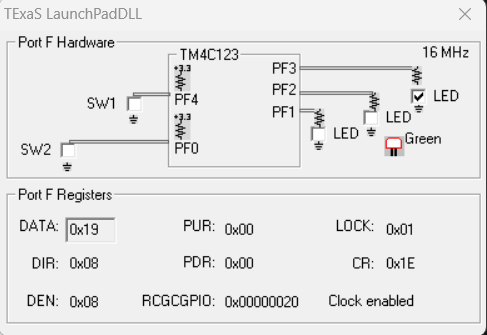 TExaS LaunchPadDLL
Port F Hardware
TM4C123
16 MHz
+3.3
PF3
SW1
PF4
PF2
LED
+3.3
PF1
LED
LED
SW2
PF0
Green
Port F Registers
DATA: 0x19 PUR: 0x00 LOCK: 0x01
DIR: 0x08 PDR: 0x00 CR: 0x1E
DEN: 0x08 RCGCGPIO: 0x00000020 Clock enabled